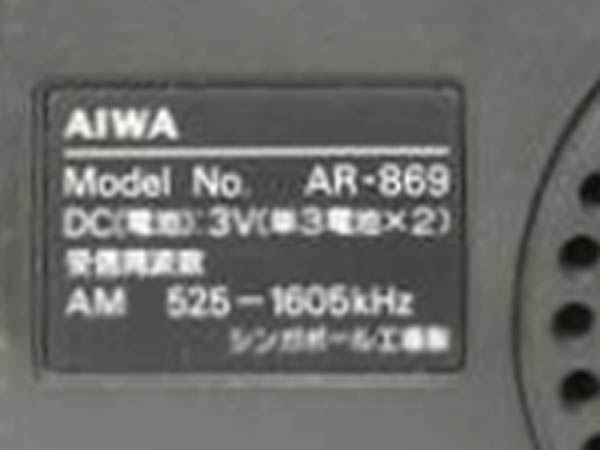 AIWA
Model No. AR-869
DC(電池):3V(単3電池×2)
受信周波数
AM 525-1605kHz
シンガポール工場製